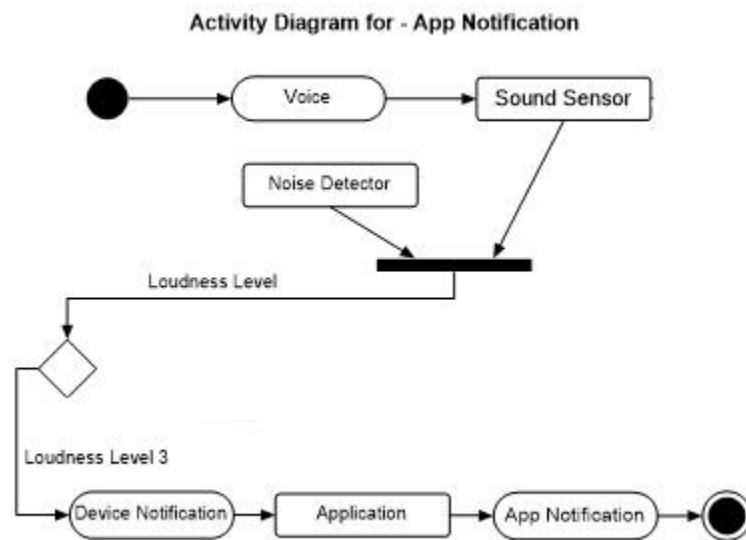 Activity Diagram for - App Notification
Voice
Sound Sensor
Noise Detector
Loudness Level
Loudness Level 3
Device Notification
Application
App Notification